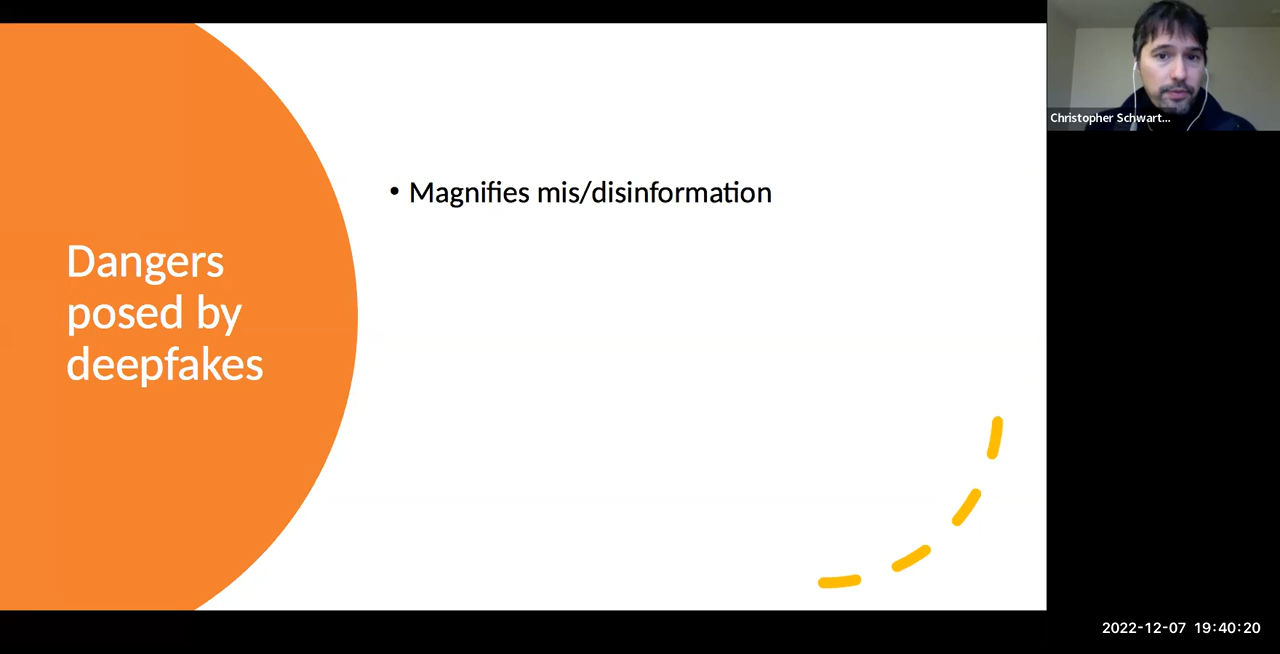 Dangers
posed by
deepfakes
• Magnifies mis/disinformation
Christopher Schwart...
2022-12-07 19:40:20